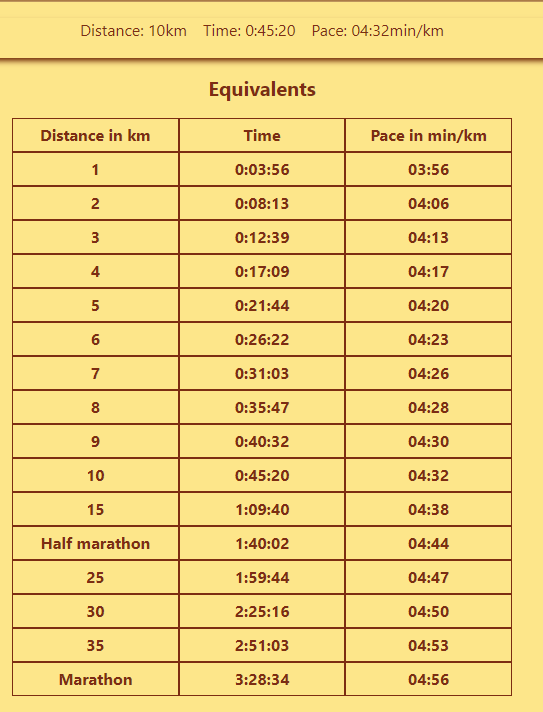 Distance: 10km Time: 0:45:20 Pace: 04:32min/km
Equivalents
Distance in km Time Pace in min/km
1 0:03:56 03:56
2 0:08:13 04:06
3 0:12:39 04:13
4 0:17:09 04:17
5 0:21:44 04:20
6 0:26:22 04:23
7 0:31:03 04:26
8 0:35:47 04:28
9 0:40:32 04:30
10 0:45:20 04:32
15 1:09:40 04:38
Half marathon 1:40:02 04:44
25 1:59:44 04:47
30 2:25:16 04:50
35 2:51:03 04:53
Marathon 3:28:34 04:56